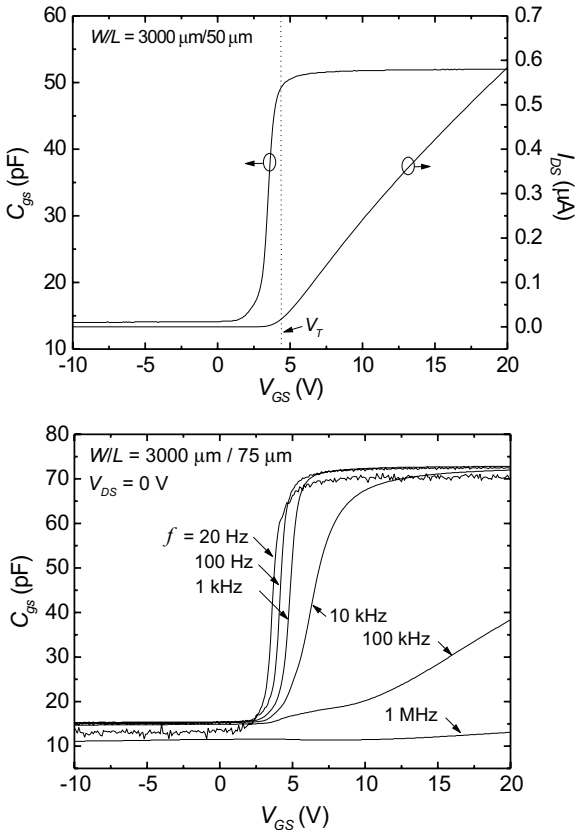 W/L = 3000 μm/50 μm
60
50
40
30
20
10
C_gs (pF)
0.7
0.6
0.5
0.4
0.3
0.2
0.1
0.0
I_DS (μA)
V_T
-10 -5 0 5 10 15 20
V_GS (V)
W/L = 3000 μm / 75 μm
V_DS = 0 V
80
70
60
50
40
30
20
10
C_gs (pF)
f = 20 Hz
100 Hz
1 kHz
10 kHz
100 kHz
1 MHz
-10 -5 0 5 10 15 20
V_GS (V)